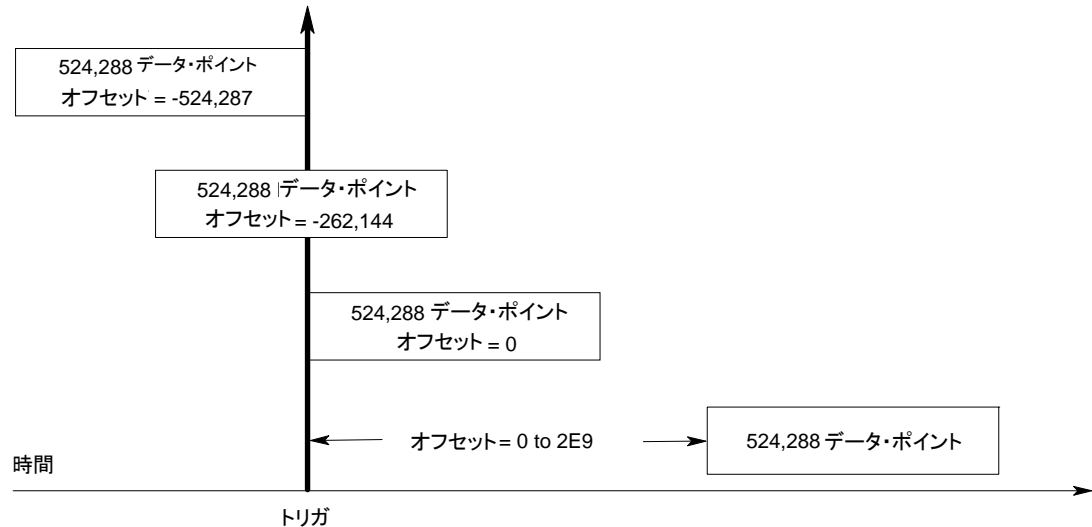 524,288 データ・ポイント
オフセット = -524,287
524,288 データ・ポイント
オフセット = -262,144
524,288 データ・ポイント
オフセット = 0
オフセット = 0 to 2E9
524,288 データ・ポイント
時間
トリガ